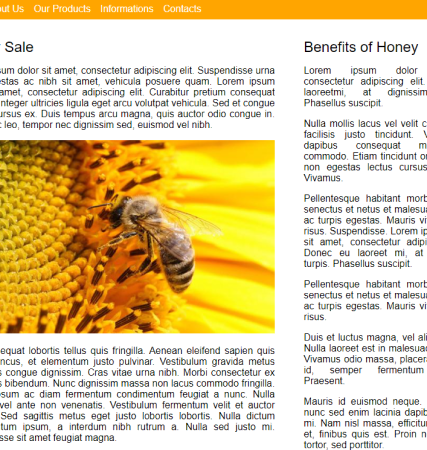 ut Us Our Products Informations Contacts
Sale
sum dolor sit amet, consectetur adipiscing elit. Suspendisse urna
estas ac nibh sit amet, vehicula posuere quam. Lorem ipsum
amet, consectetur adipiscing elit. Curabitur pretium consequat
nteger ultricies ligula eget arcu volutpat vehicula. Sed et congue
ursus ex. Duis tempus arcu magna, quis auctor odio congue in.
t leo, tempor nec dignissim sed, euismod vel nibh.
equat lobortis tellus quis fringilla. Aenean eleifend sapien quis
ncus, et elementum justo pulvinar. Vestibulum gravida metus
s congue dignissim. Cras vitae urna nibh. Morbi consectetur ex
s bibendum. Nunc dignissim massa non lacus commodo fringilla.
esum ac diam fermentum condimentum feugiat a nunc. Nulla
vel ante non venenatis. Vestibulum fermentum velit et auctor
Sed sagittis metus eget justo lobortis lobortis. Nulla dictum
tum ipsum, a interdum nibh rutrum a. Nulla sed justo mi.
sse sit amet feugiat magna.
Benefits of Honey
Lorem ipsum dolor
consectetur adipiscing elit.
laoreetmi, at dignissim
Phasellus suscipit.
Nulla mollis lacus vel velit c
facilisis justo tincidunt. V
dapibus consequat m
commodo. Etiam tincidunt or
non egestas lectus cursus
Vivamus.
Pellentesque habitant morb
senectus et netus et malesua
ac turpis egestas. Mauris vi
risus. Suspendisse. Lorem ip
sit amet, consectetur adipi
Donec eu laoreet mi, at
turpis. Phasellus suscipit.
Pellentesque habitant morb
senectus et netus et malesua
ac turpis egestas. Mauris vi
risus.
Duis et luctus magna, vel ali
Nulla laoreet est in malesuac
Vivamus odio massa, placera
id, semper fermentum
Praesent.
Mauris id euismod neque.
nunc sed enim lacinia dapib
mi. Nam nisl massa, efficitur
et, finibus quis est. Proin n
tortor, sed porttitor.